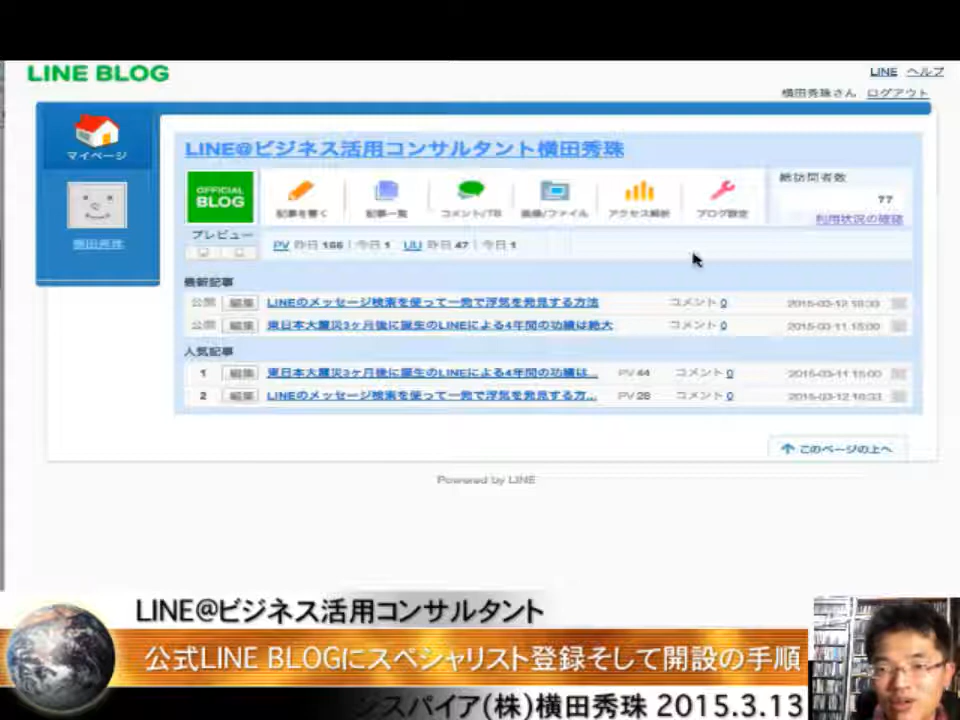 LINE BLOG
LINE ヘルプ
横田秀珠さん ログアウト
マイページ
横田秀珠
LINE@ビジネス活用コンサルタント横田秀珠
OFFICIAL BLOG
記事を書く 記事一覧 コメント/TB 画像/ファイル アクセス解析 ブログ設定
総訪問者数
77
利用状況の確認
プレビュー
PV 昨日 166 | 今日 1 UU 昨日 47 | 今日 1
最新記事
公開 編集 LINEのメッセージ検索を使って一発で浮気を発見する方法 コメント 0
公開 編集 東日本大震災3ヶ月後に誕生のLINEによる4年間の功績は絶大 コメント 0 2015-03-11 15:00
人気記事
1 編集 東日本大震災3ヶ月後に誕生のLINEによる4年間の功績は... PV 44 コメント 0 2015-03-11 15:00
2 編集 LINEのメッセージ検索を使って一発で浮気を発見する方... PV 28 コメント 0
このページの上へ
Powered by LINE
LINE@ビジネス活用コンサルタント
公式LINE BLOGにスペシャリスト登録そして開設の手順
ンスパイア(株)横田秀珠 2015.3.13